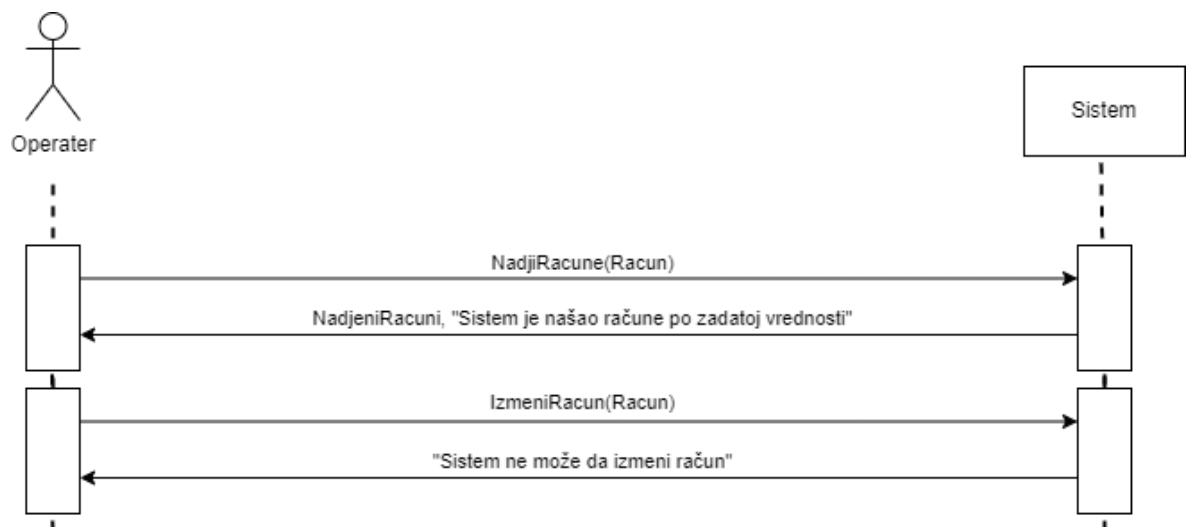 Operater
Sistem
NadjiRacune(Racun)
NadjeniRacuni, "Sistem je našao račune po zadatoj vrednosti"
IzmeniRacun(Racun)
"Sistem ne može da izmeni račun"